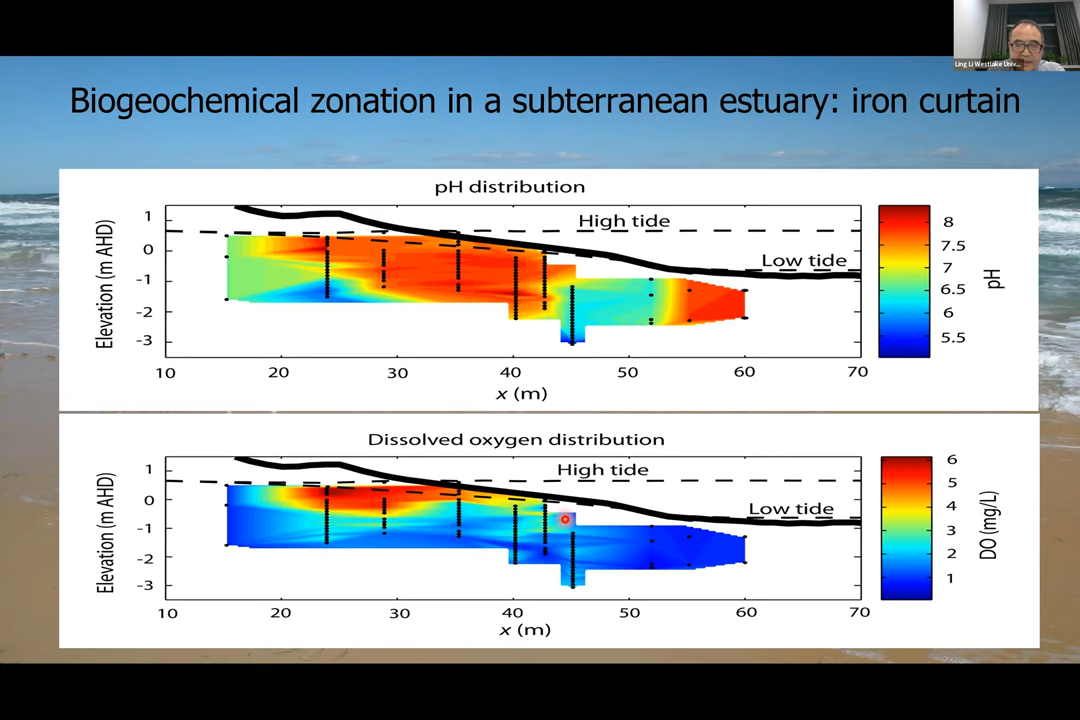 Ling Li Westlake Univ...
Biogeochemical zonation in a subterranean estuary: iron curtain
pH distribution
High tide
Low tide
Elevation (m AHD)
1
0
-1
-2
-3
10 20 30 40 50 60 70
x (m)
8
7.5
7
6.5
6
5.5
pH
Dissolved oxygen distribution
High tide
Low tide
Elevation (m AHD)
1
0
-1
-2
-3
10 20 30 40 50 60 70
x (m)
6
5
4
3
2
1
DO (mg/L)